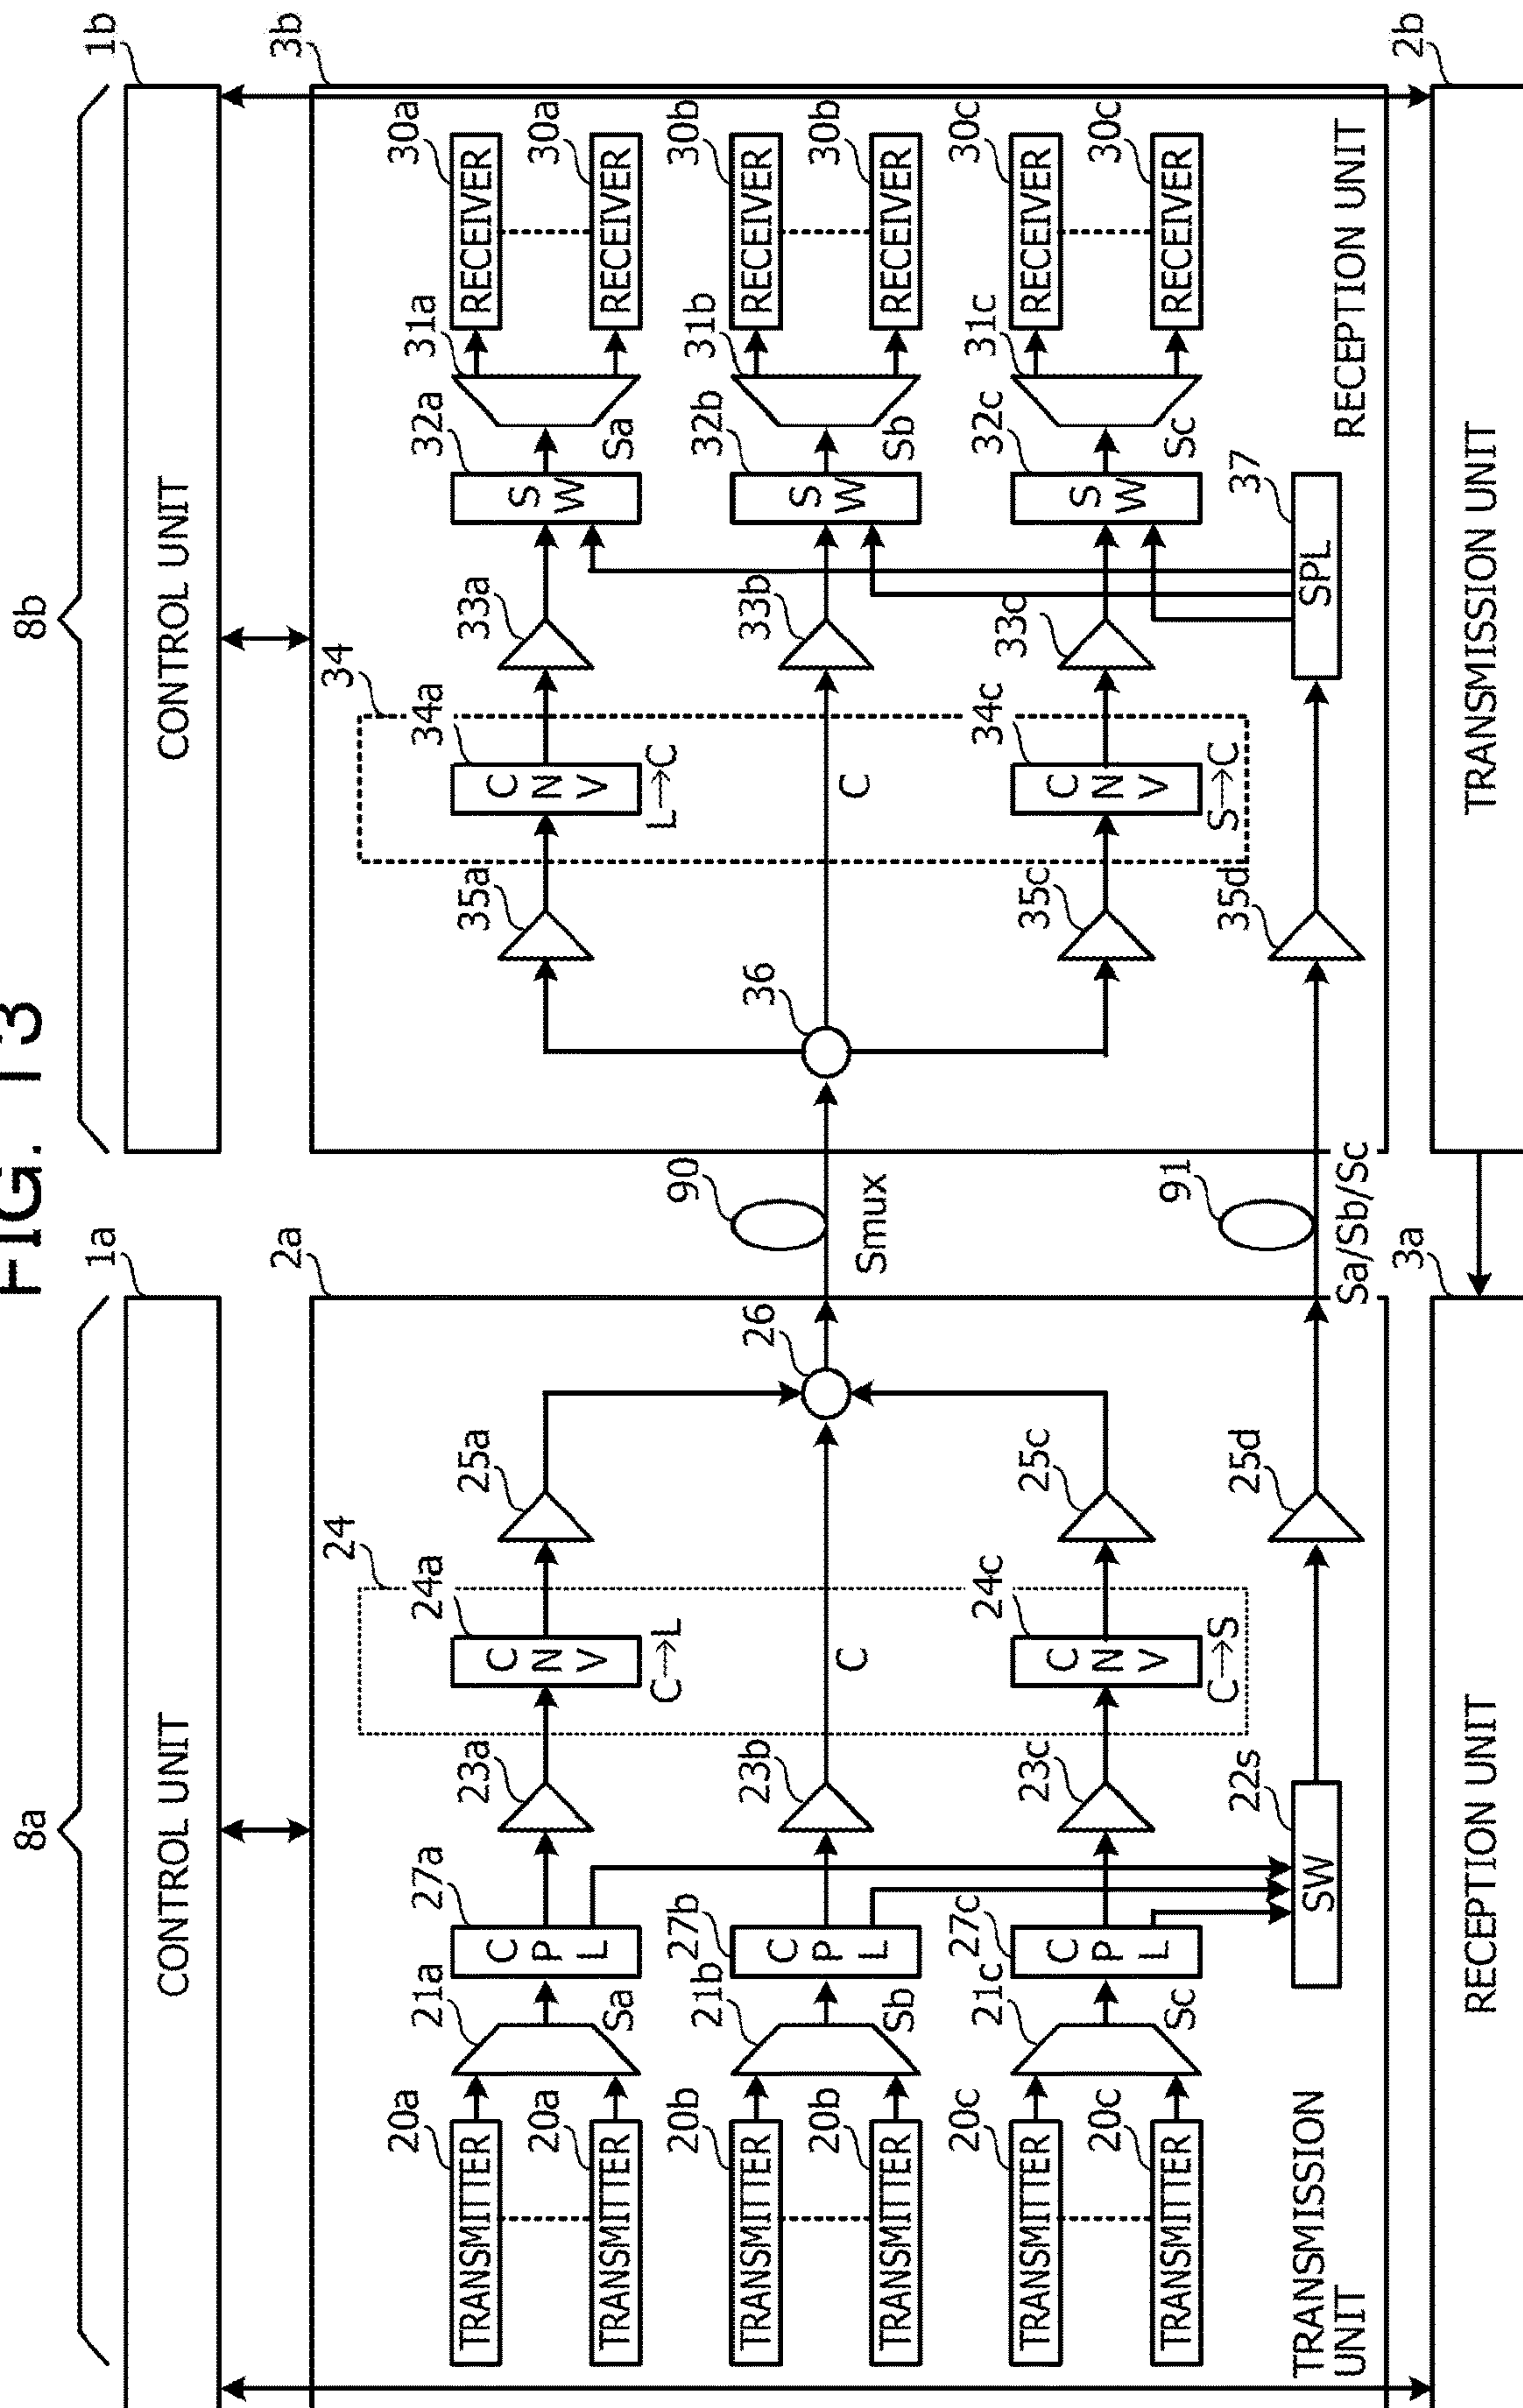 FIG. 13
8a
8b
1a
CONTROL UNIT
1b
CONTROL UNIT
2a
3b
24
34
20a
TRANSMITTER
20a
TRANSMITTER
21a
Sa
27a
CPL
23a
24a
CNV
C→L
25a
35a
34a
CNV
L→C
33a
32a
SW
Sa
31a
30a
RECEIVER
30a
RECEIVER
20b
TRANSMITTER
20b
TRANSMITTER
21b
Sb
27b
CPL
23b
C
26
90
Smux
36
C
33b
32b
SW
Sb
31b
30b
RECEIVER
30b
RECEIVER
20c
TRANSMITTER
20c
TRANSMITTER
21c
Sc
27c
CPL
23c
24c
CNV
C→S
25c
35c
34c
CNV
S→C
33c
32c
SW
Sc
31c
30c
RECEIVER
30c
RECEIVER
TRANSMISSION
UNIT
22s
SW
25d
91
Sa/Sb/Sc
35d
37
SPL
RECEPTION UNIT
3a
RECEPTION UNIT
2b
TRANSMISSION UNIT